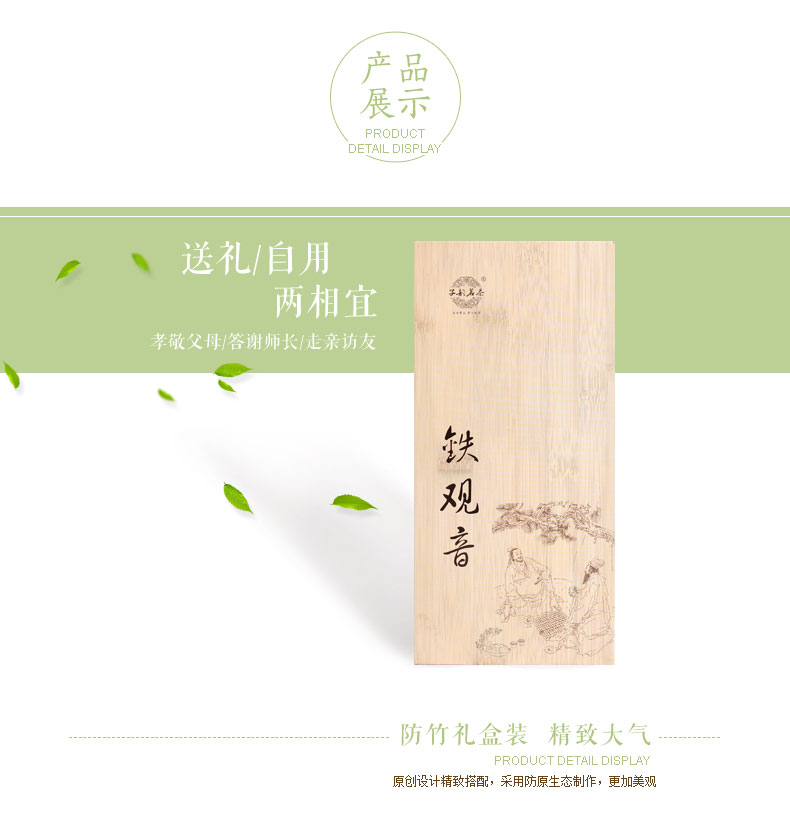 产品
展示
PRODUCT
DETAIL DISPLAY
送礼/自用
两相宜
孝敬父母/答谢师长/走亲访友
®
鉄
观
音
防竹礼盒装 精致大气
PRODUCT DETAIL DISPLAY
原创设计精致搭配，采用防原生态制作，更加美观